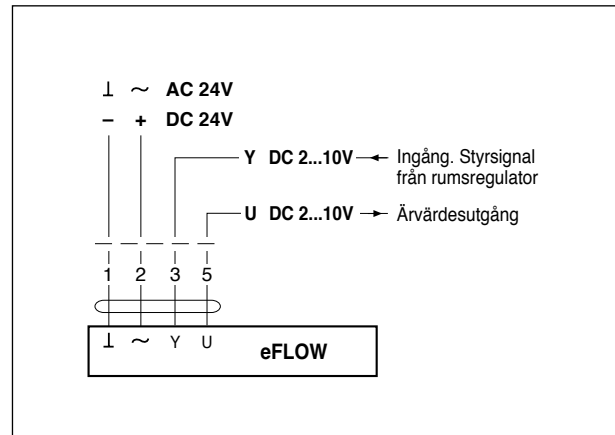 ⊥ ~ AC 24V
– + DC 24V
Y DC 2...10V Ingång. Styrsignal
från rumsregulator
U DC 2...10V Ärvärdesutgång
1 2 3 5
⊥ ~ Y U
eFLOW